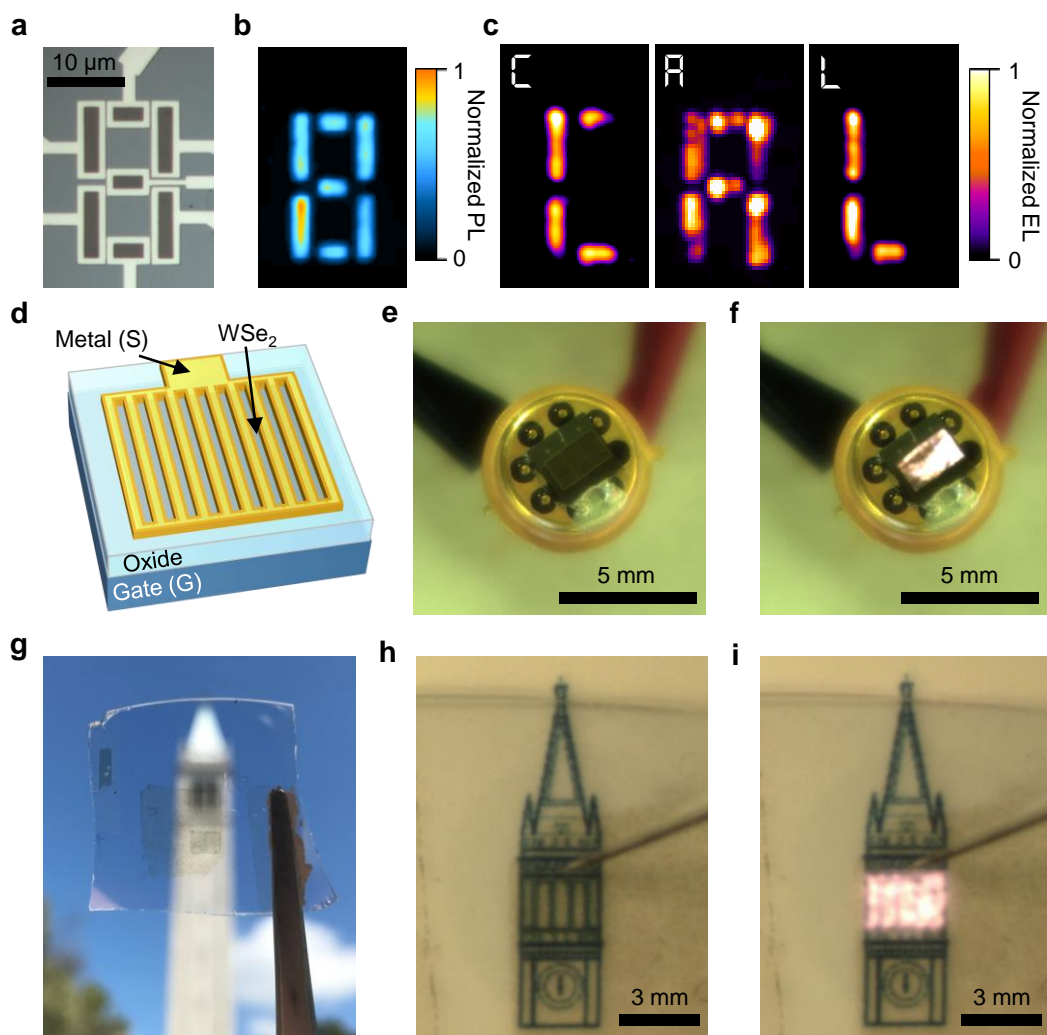 a
10 µm
b
1
Normalized PL
0
c
C
A
L
1
Normalized EL
0
d
Metal (S)
WSe₂
Oxide
Gate (G)
e
5 mm
f
5 mm
g
h
3 mm
i
3 mm